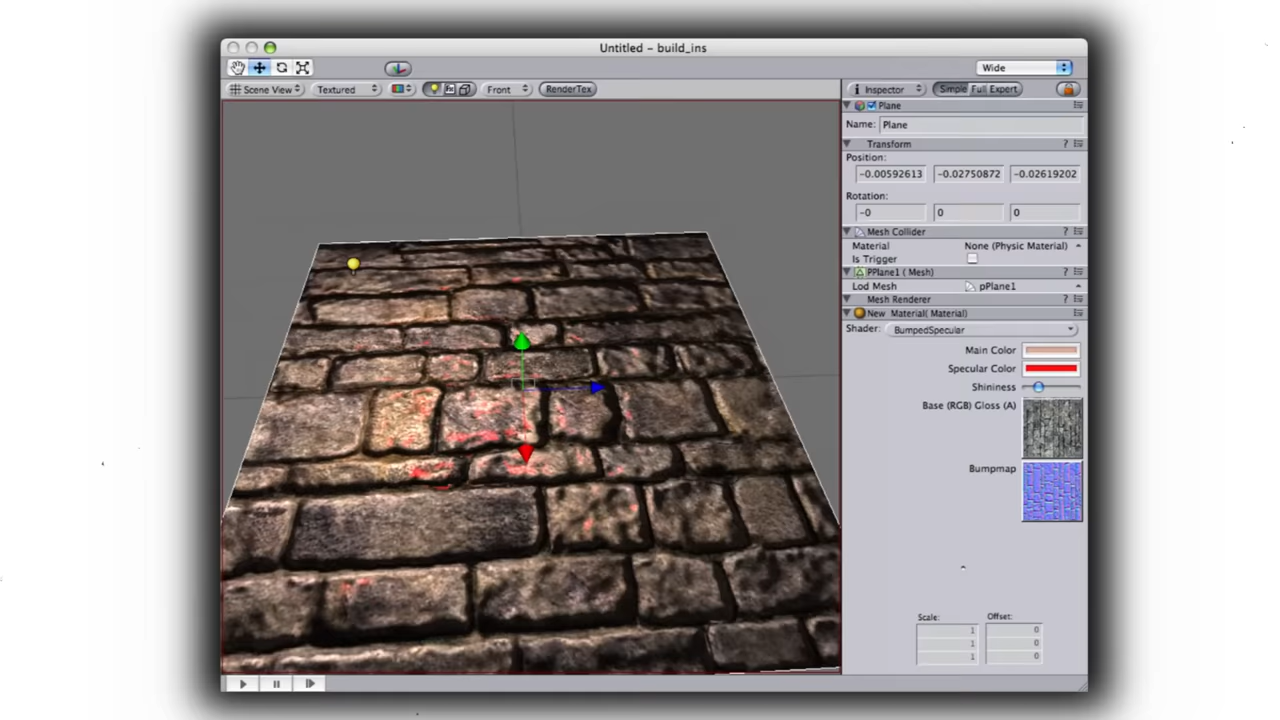 Untitled – build_ins
Wide
Scene View
Textured
Front
RenderTex
Inspector
Simple Full Expert
Plane
Name: Plane
Transform
Position:
-0.00592613 -0.02750872 -0.02619202
Rotation:
-0 0 0
Mesh Collider
Material None (Physic Material)
Is Trigger
PPlane1 ( Mesh)
Lod Mesh pPlane1
Mesh Renderer
New Material( Material)
Shader: BumpedSpecular
Main Color
Specular Color
Shininess
Base (RGB) Gloss (A)
Bumpmap
Scale: Offset:
1 0
1 0
1 0